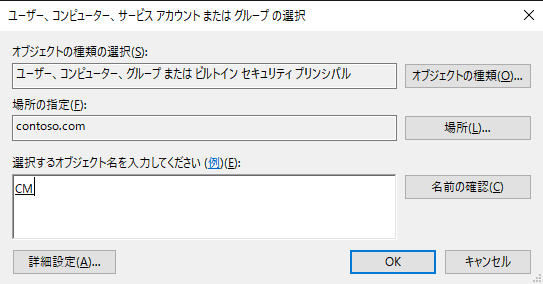 ユーザー、コンピューター、サービス アカウント または グループ の選択
オブジェクトの種類の選択(S):
ユーザー、コンピューター、グループ または ビルトイン セキュリティ プリンシパル
オブジェクトの種類(O)...
場所の指定(F):
contoso.com
場所(L)...
選択するオブジェクト名を入力してください (例)(E):
CM
名前の確認(C)
詳細設定(A)...
OK
キャンセル